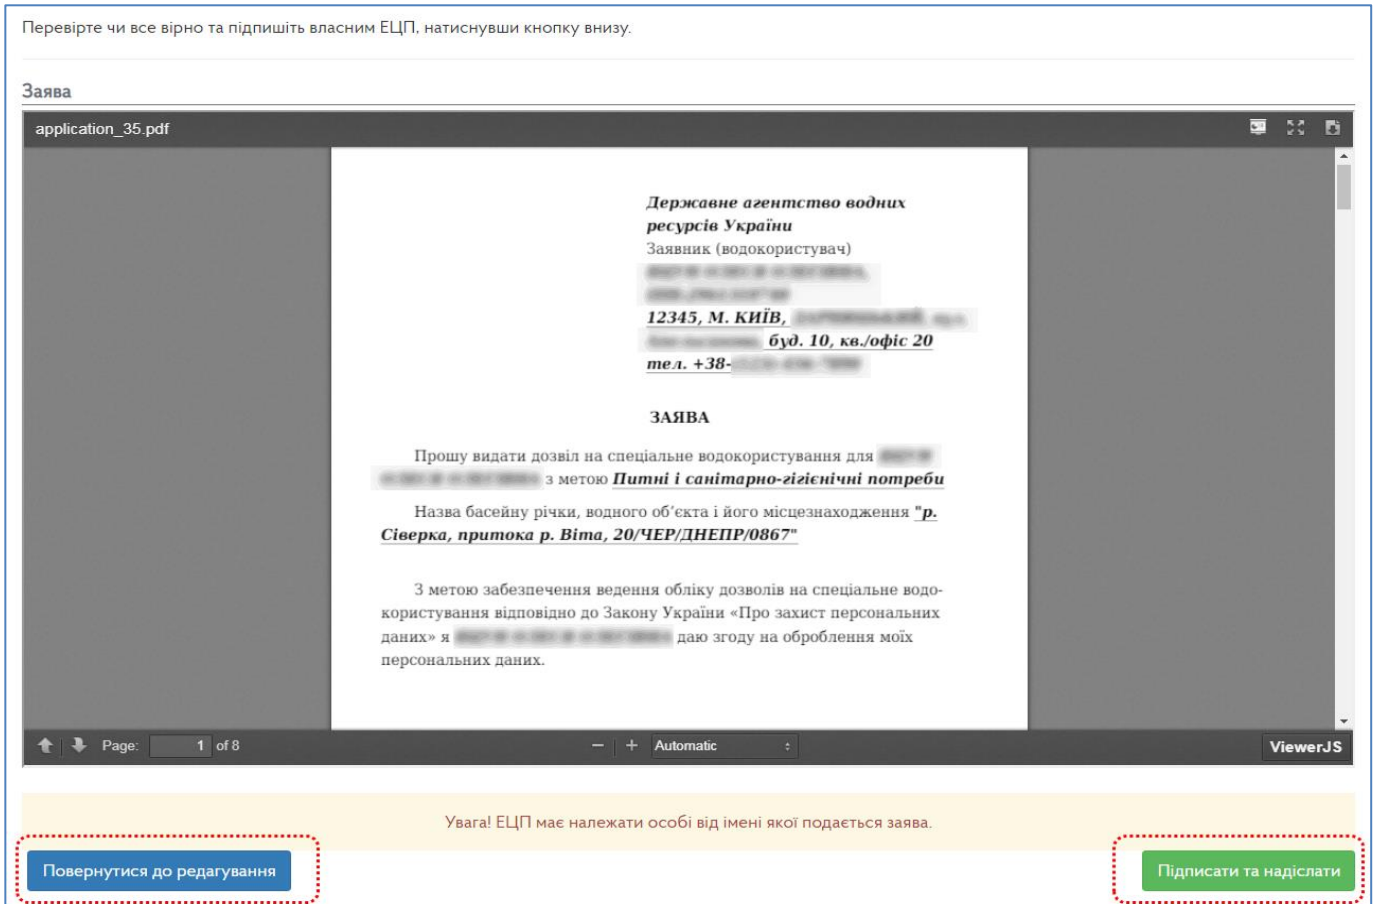 Перевірте чи все вірно та підпишіть власним ЕЦП, натиснувши кнопку внизу.
Заява
application_35.pdf
Державне агентство водних
ресурсів України
Заявник (водокористувач)
12345, М. КИЇВ,
буд. 10, кв./офіс 20
тел. +38-
ЗАЯВА
Прошу видати дозвіл на спеціальне водокористування для
з метою Питні і санітарно-гігієнічні потреби
Назва басейну річки, водного об’єкта і його місцезнаходження "р.
Сіверка, притока р. Віта, 20/ЧЕР/ДНЕПР/0867"
З метою забезпечення ведення обліку дозволів на спеціальне водо-
користування відповідно до Закону України «Про захист персональних
даних» я даю згоду на оброблення моїх
персональних даних.
Page: 1 of 8 Automatic ViewerJS
Увага! ЕЦП має належати особі від імені якої подається заява.
Повернутися до редагування Підписати та надіслати